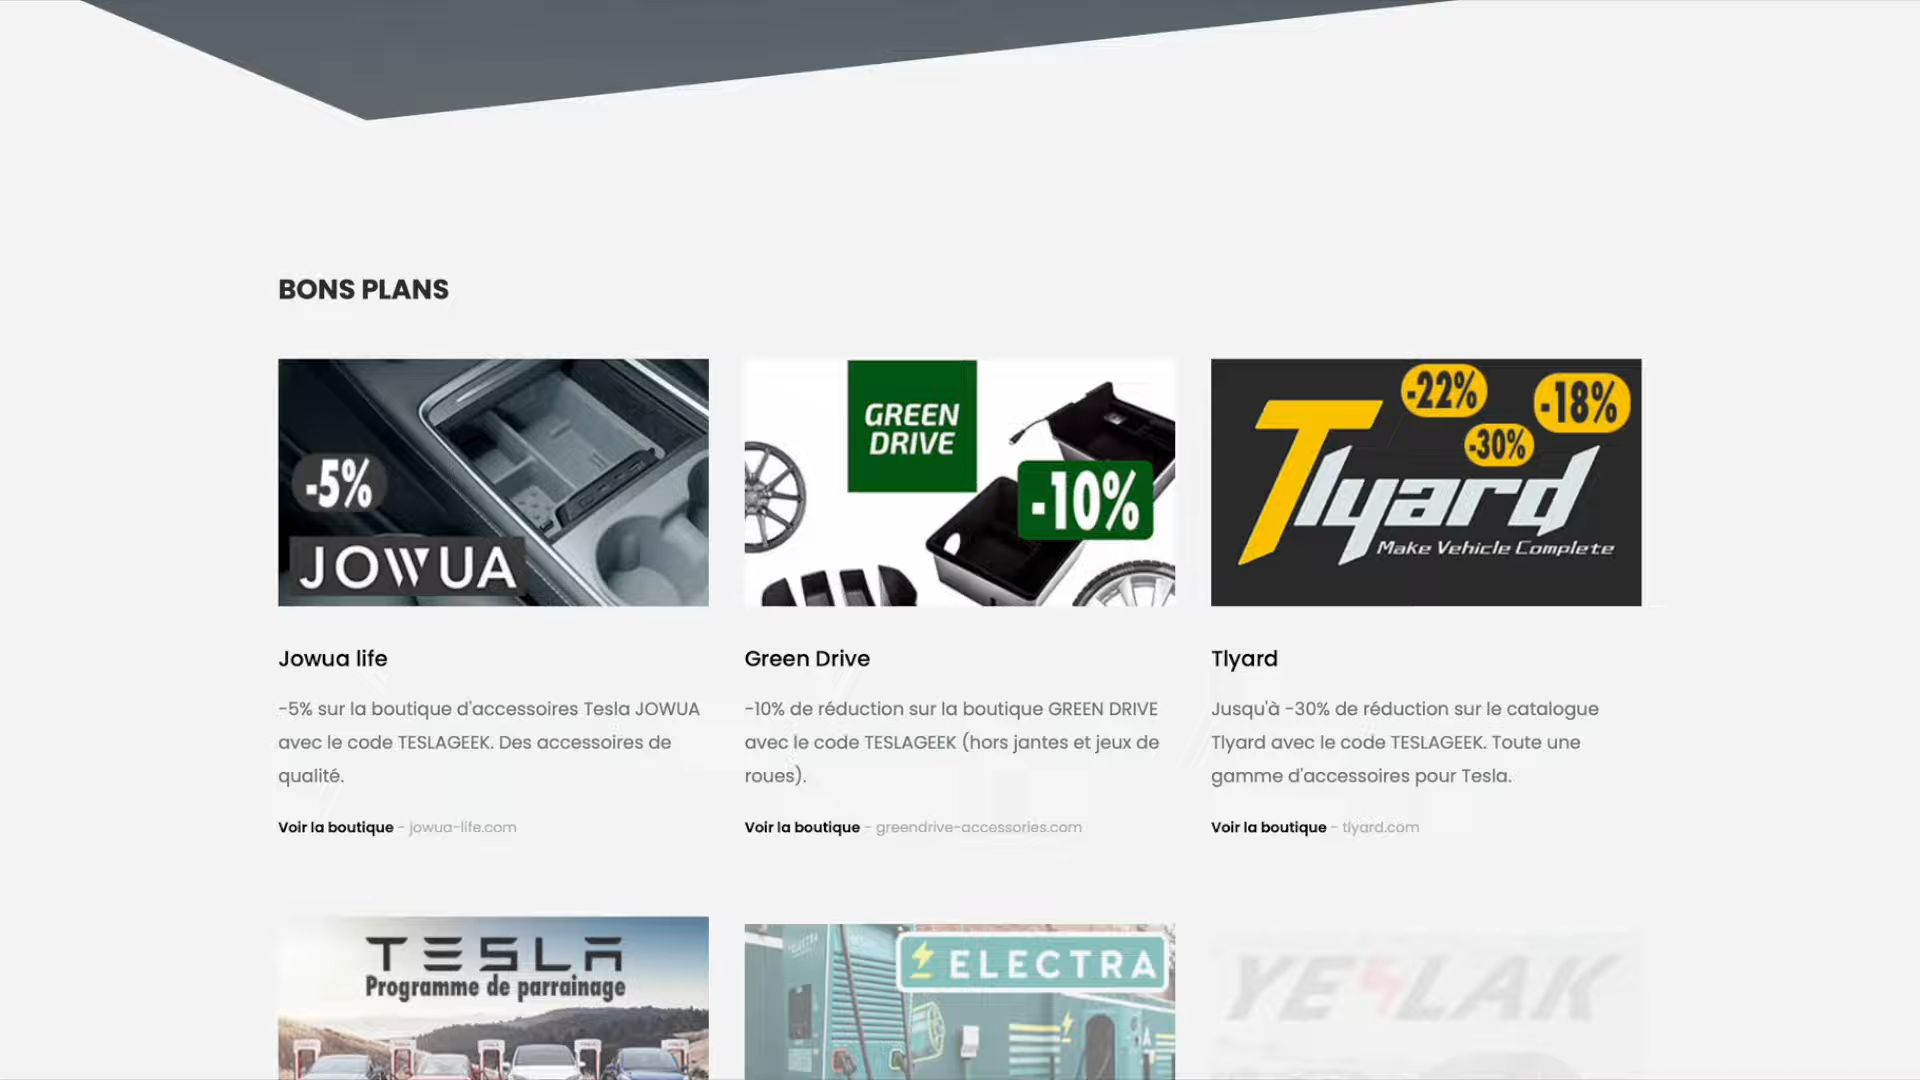 BONS PLANS
-5%
JOWUA
GREEN
DRIVE
-10%
-22%
-18%
-30%
Tlyard
Make Vehicle Complete
Jowua life
-5% sur la boutique d'accessoires Tesla JOWUA
avec le code TESLAGEEK. Des accessoires de
qualité.
Voir la boutique - jowua-life.com
Green Drive
-10% de réduction sur la boutique GREEN DRIVE
avec le code TESLAGEEK (hors jantes et jeux de
roues).
Voir la boutique - greendrive-accessories.com
Tlyard
Jusqu'à -30% de réduction sur le catalogue
Tlyard avec le code TESLAGEEK. Toute une
gamme d'accessoires pour Tesla.
Voir la boutique - tlyard.com
TESLA
Programme de parrainage
ELECTRA
YESLAK